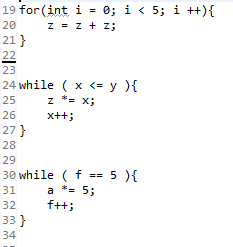 19 for(int i = 0; i < 5; i ++){
20     z = z + z;
21 }
22
23
24 while ( x <= y ){
25     z *= x;
26     x++;
27 }
28
29
30 while ( f == 5 ){
31     a *= 5;
32     f++;
33 }
34